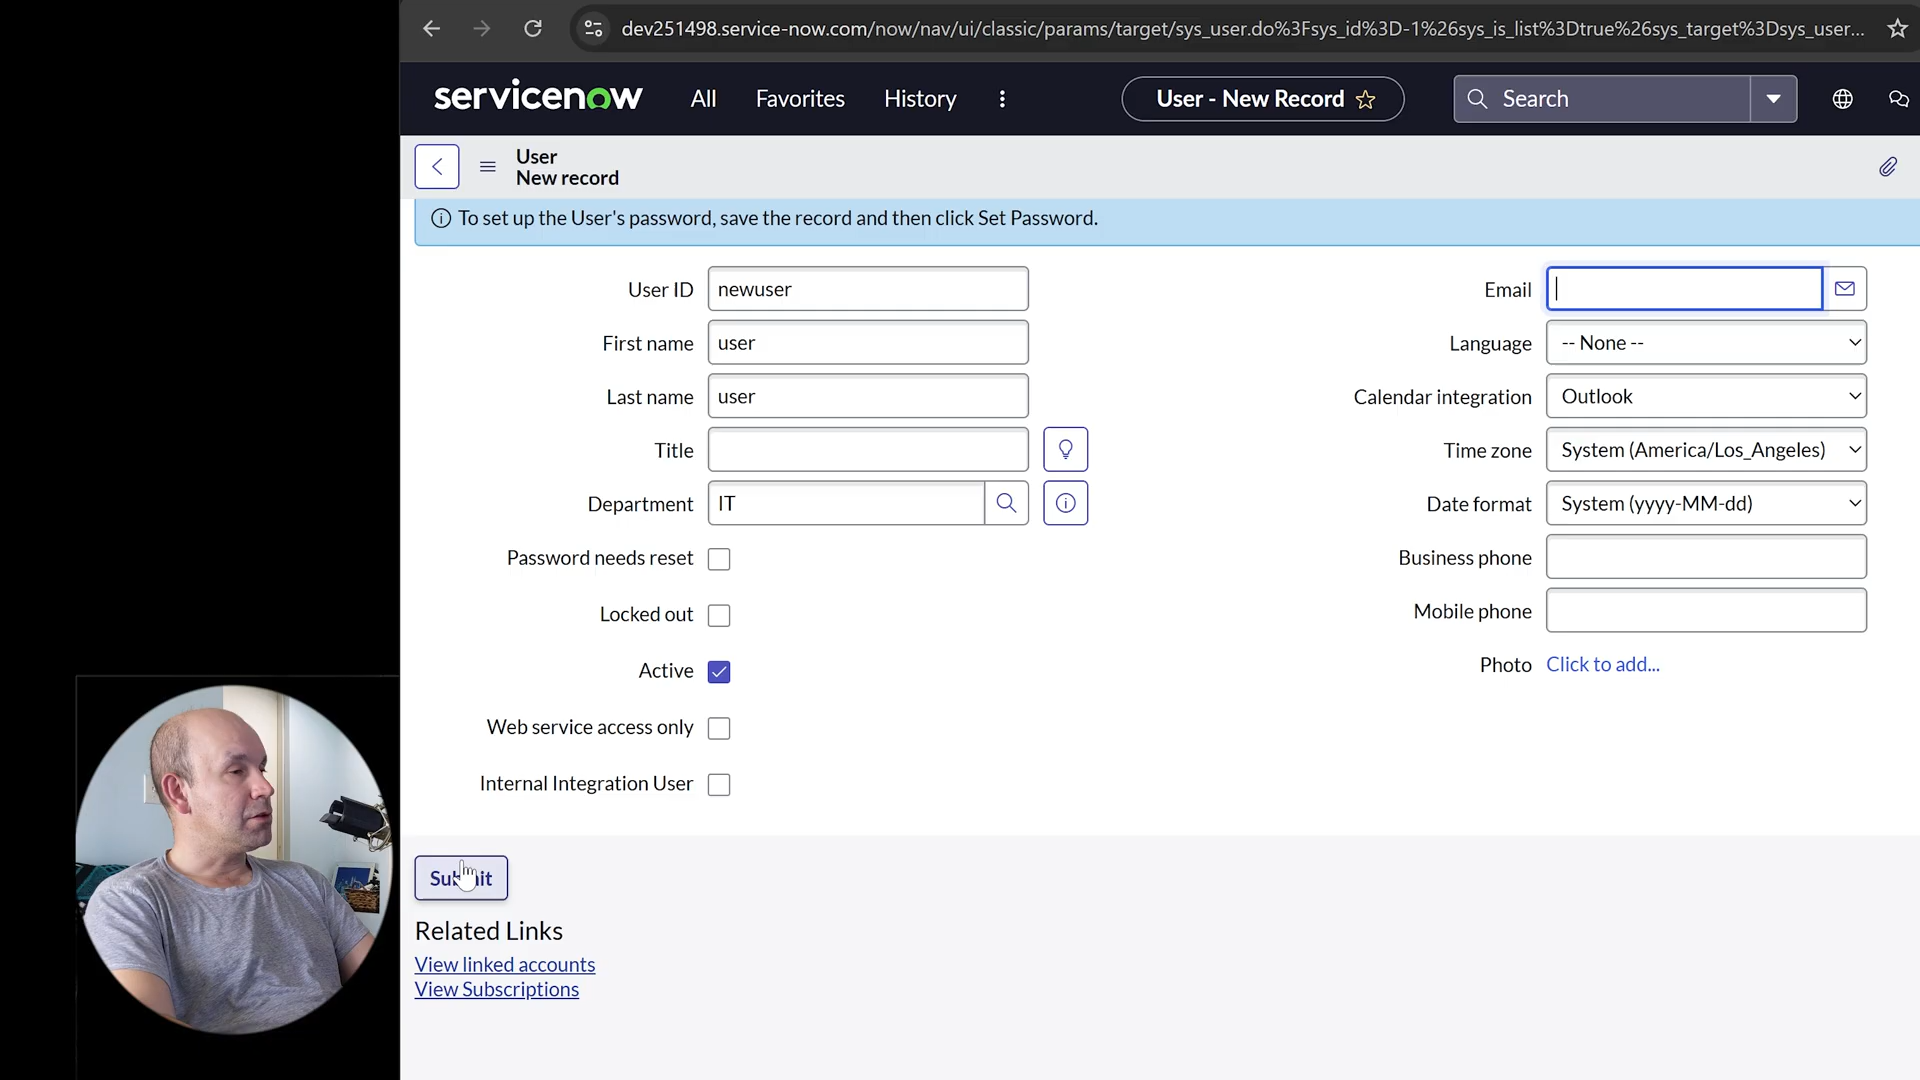 dev251498.service-now.com/now/nav/ui/classic/params/target/sys_user.do%3Fsys_id%3D-1%26sys_is_list%3Dtrue%26sys_target%3Dsys_user...
servicenow All Favorites History User - New Record Search
User
New record
To set up the User's password, save the record and then click Set Password.
User ID newuser
First name user
Last name user
Title
Department IT
Password needs reset
Locked out
Active
Web service access only
Internal Integration User
Email
Language -- None --
Calendar integration Outlook
Time zone System (America/Los_Angeles)
Date format System (yyyy-MM-dd)
Business phone
Mobile phone
Photo Click to add...
Submit
Related Links
View linked accounts
View Subscriptions